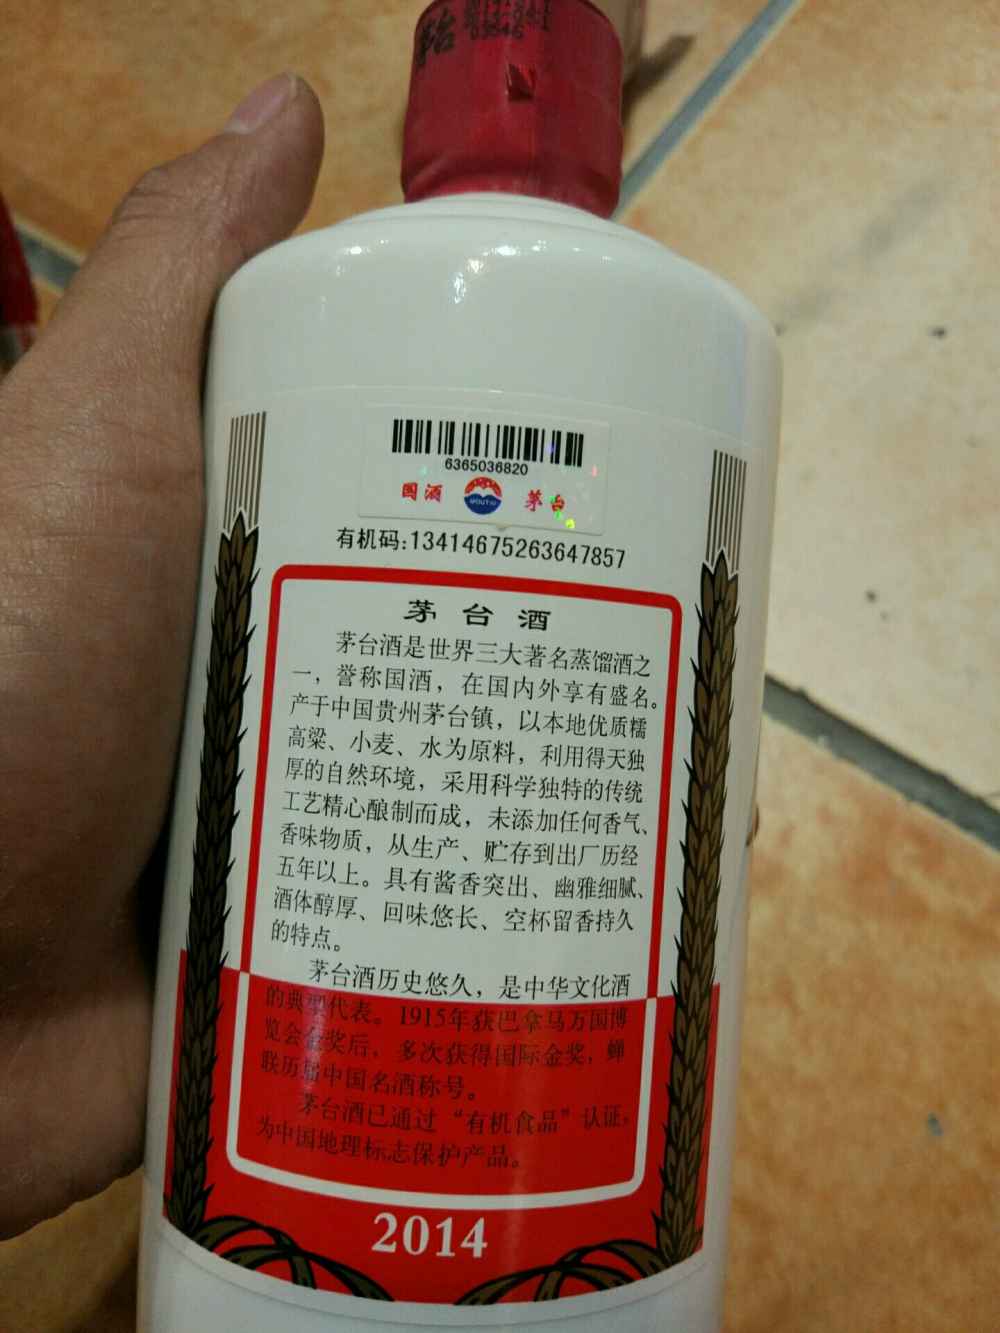 台
03646
6365036820
国酒
MOUTAI
茅台
有机码:13414675263647857
茅台酒
茅台酒是世界三大著名蒸馏酒之
一，誉称国酒，在国内外享有盛名。
产于中国贵州茅台镇，以本地优质糯
高粱、小麦、水为原料，利用得天独
厚的自然环境，采用科学独特的传统
工艺精心酿制而成，未添加任何香气、
香味物质，从生产、贮存到出厂历经
五年以上。具有酱香突出、幽雅细腻、
酒体醇厚、回味悠长、空杯留香持久
的特点。
茅台酒历史悠久，是中华文化酒
的典型代表。1915年获巴拿马万国博
览会金奖后，多次获得国际金奖，蝉
联历届中国名酒称号。
茅台酒已通过“有机食品”认证，
为中国地理标志保护产品。
2014